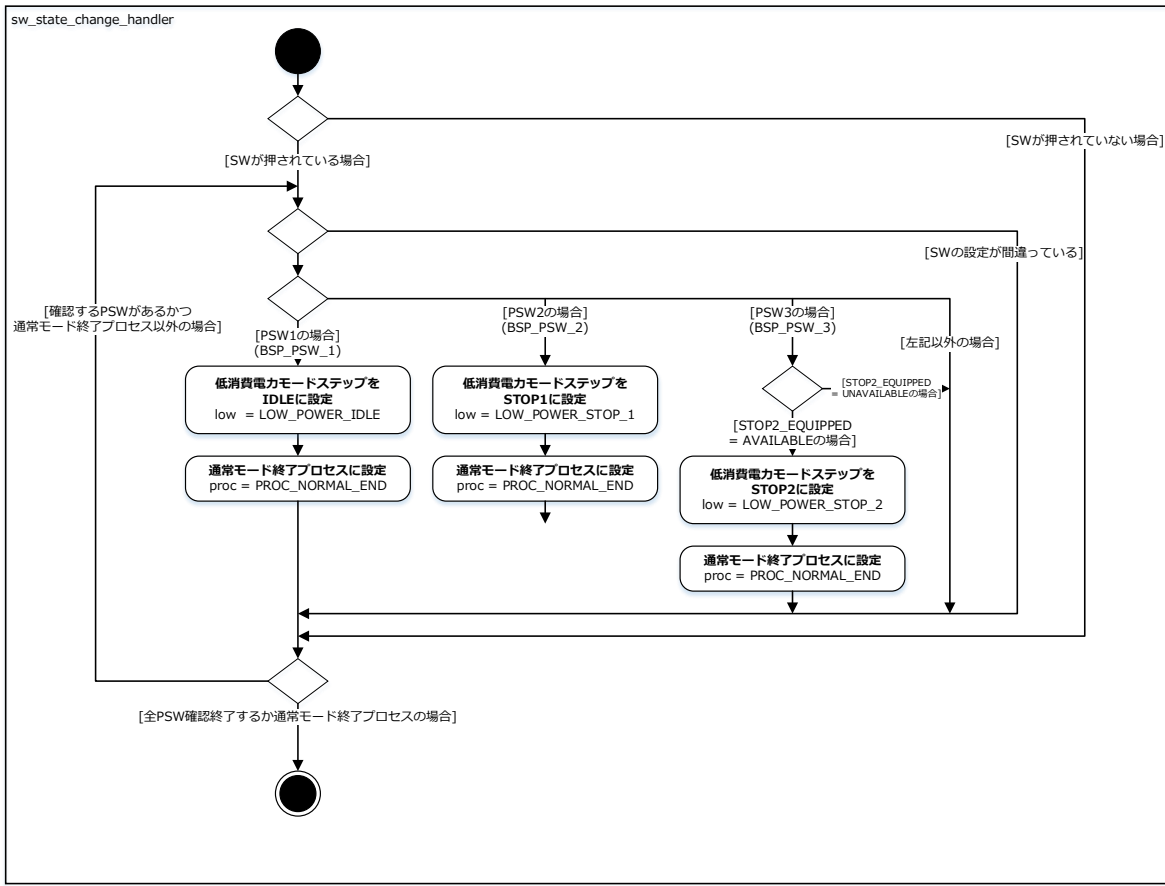 sw_state_change_handler
[SWが押されていない場合]
[SWが押されている場合]
[SWの設定が間違っている]
[確認するPSWがあるかつ
通常モード終了プロセス以外の場合]
[PSW1の場合]
(BSP_PSW_1)
[PSW2の場合]
(BSP_PSW_2)
[PSW3の場合]
(BSP_PSW_3)
[左記以外の場合]
低消費電力モードステップを
IDLEに設定
low  = LOW_POWER_IDLE
低消費電力モードステップを
STOP1に設定
low = LOW_POWER_STOP_1
[STOP2_EQUIPPED
= UNAVAILABLEの場合]
[STOP2_EQUIPPED
= AVAILABLEの場合]
通常モード終了プロセスに設定
proc = PROC_NORMAL_END
通常モード終了プロセスに設定
proc = PROC_NORMAL_END
低消費電力モードステップを
STOP2に設定
low = LOW_POWER_STOP_2
通常モード終了プロセスに設定
proc = PROC_NORMAL_END
[全PSW確認終了するか通常モード終了プロセスの場合]